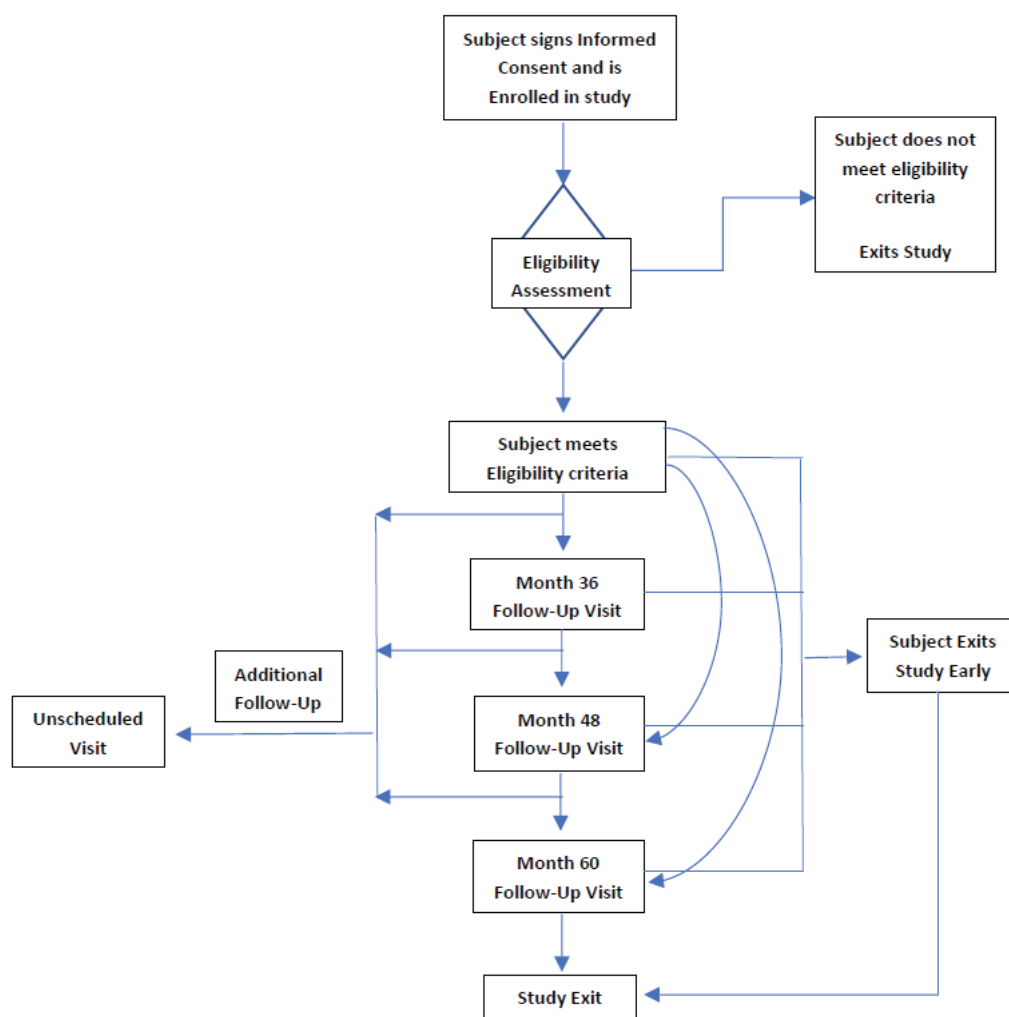 Subject signs Informed
Consent and is
Enrolled in study
Subject does not
meet eligibility
criteria
Exits Study
Eligibility
Assessment
Subject meets
Eligibility criteria
Month 36
Follow-Up Visit
Subject Exits
Study Early
Additional
Follow-Up
Unscheduled
Visit
Month 48
Follow-Up Visit
Month 60
Follow-Up Visit
Study Exit